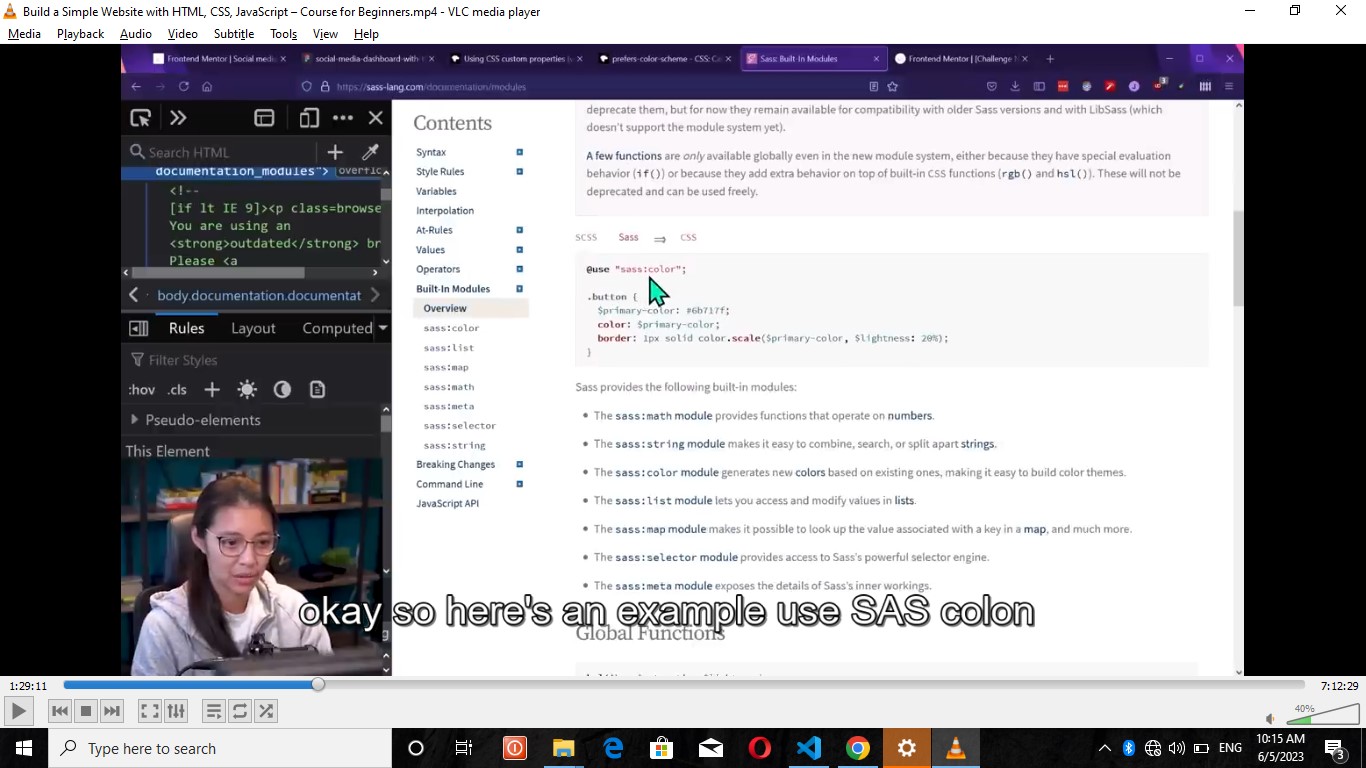 Build a Simple Website with HTML, CSS, JavaScript – Course for Beginners.mp4 - VLC media player
Media Playback Audio Video Subtitle Tools View Help
Frontend Mentor | Social media
social-media-dashboard-with
Using CSS custom properties
prefers-color-scheme - CSS: Ca
Sass: Built-In Modules
Frontend Mentor | [Challenge
https://sass-lang.com/documentation/modules
Search HTML
documentation_modules"> overflo
<!--
[if lt IE 9]><p class=browse
You are using an
<strong>outdated</strong> br
Please <a
body.documentation.documentat
Rules Layout Computed
Filter Styles
:hov .cls
Pseudo-elements
This Element
Contents
Syntax
Style Rules
Variables
Interpolation
At-Rules
Values
Operators
Built-In Modules
Overview
sass:color
sass:list
sass:map
sass:math
sass:meta
sass:selector
sass:string
Breaking Changes
Command Line
JavaScript API
deprecate them, but for now they remain available for compatibility with older Sass versions and with LibSass (which
doesn't support the module system yet).
A few functions are only available globally even in the new module system, either because they have special evaluation
behavior (if()) or because they add extra behavior on top of built-in CSS functions (rgb() and hsl()). These will not be
deprecated and can be used freely.
SCSS Sass ⇒ CSS
@use "sass:color";
.button {
$primary-color: #6b717f;
color: $primary-color;
border: 1px solid color.scale($primary-color, $lightness: 20%);
}
Sass provides the following built-in modules:
• The sass:math module provides functions that operate on numbers.
• The sass:string module makes it easy to combine, search, or split apart strings.
• The sass:color module generates new colors based on existing ones, making it easy to build color themes.
• The sass:list module lets you access and modify values in lists.
• The sass:map module makes it possible to look up the value associated with a key in a map, and much more.
• The sass:selector module provides access to Sass's powerful selector engine.
• The sass:meta module exposes the details of Sass's inner workings.
okay so here's an example use SAS colon
Global Functions
1:29:11
7:12:29
40%
Type here to search
ENG
10:15 AM
6/5/2023
3